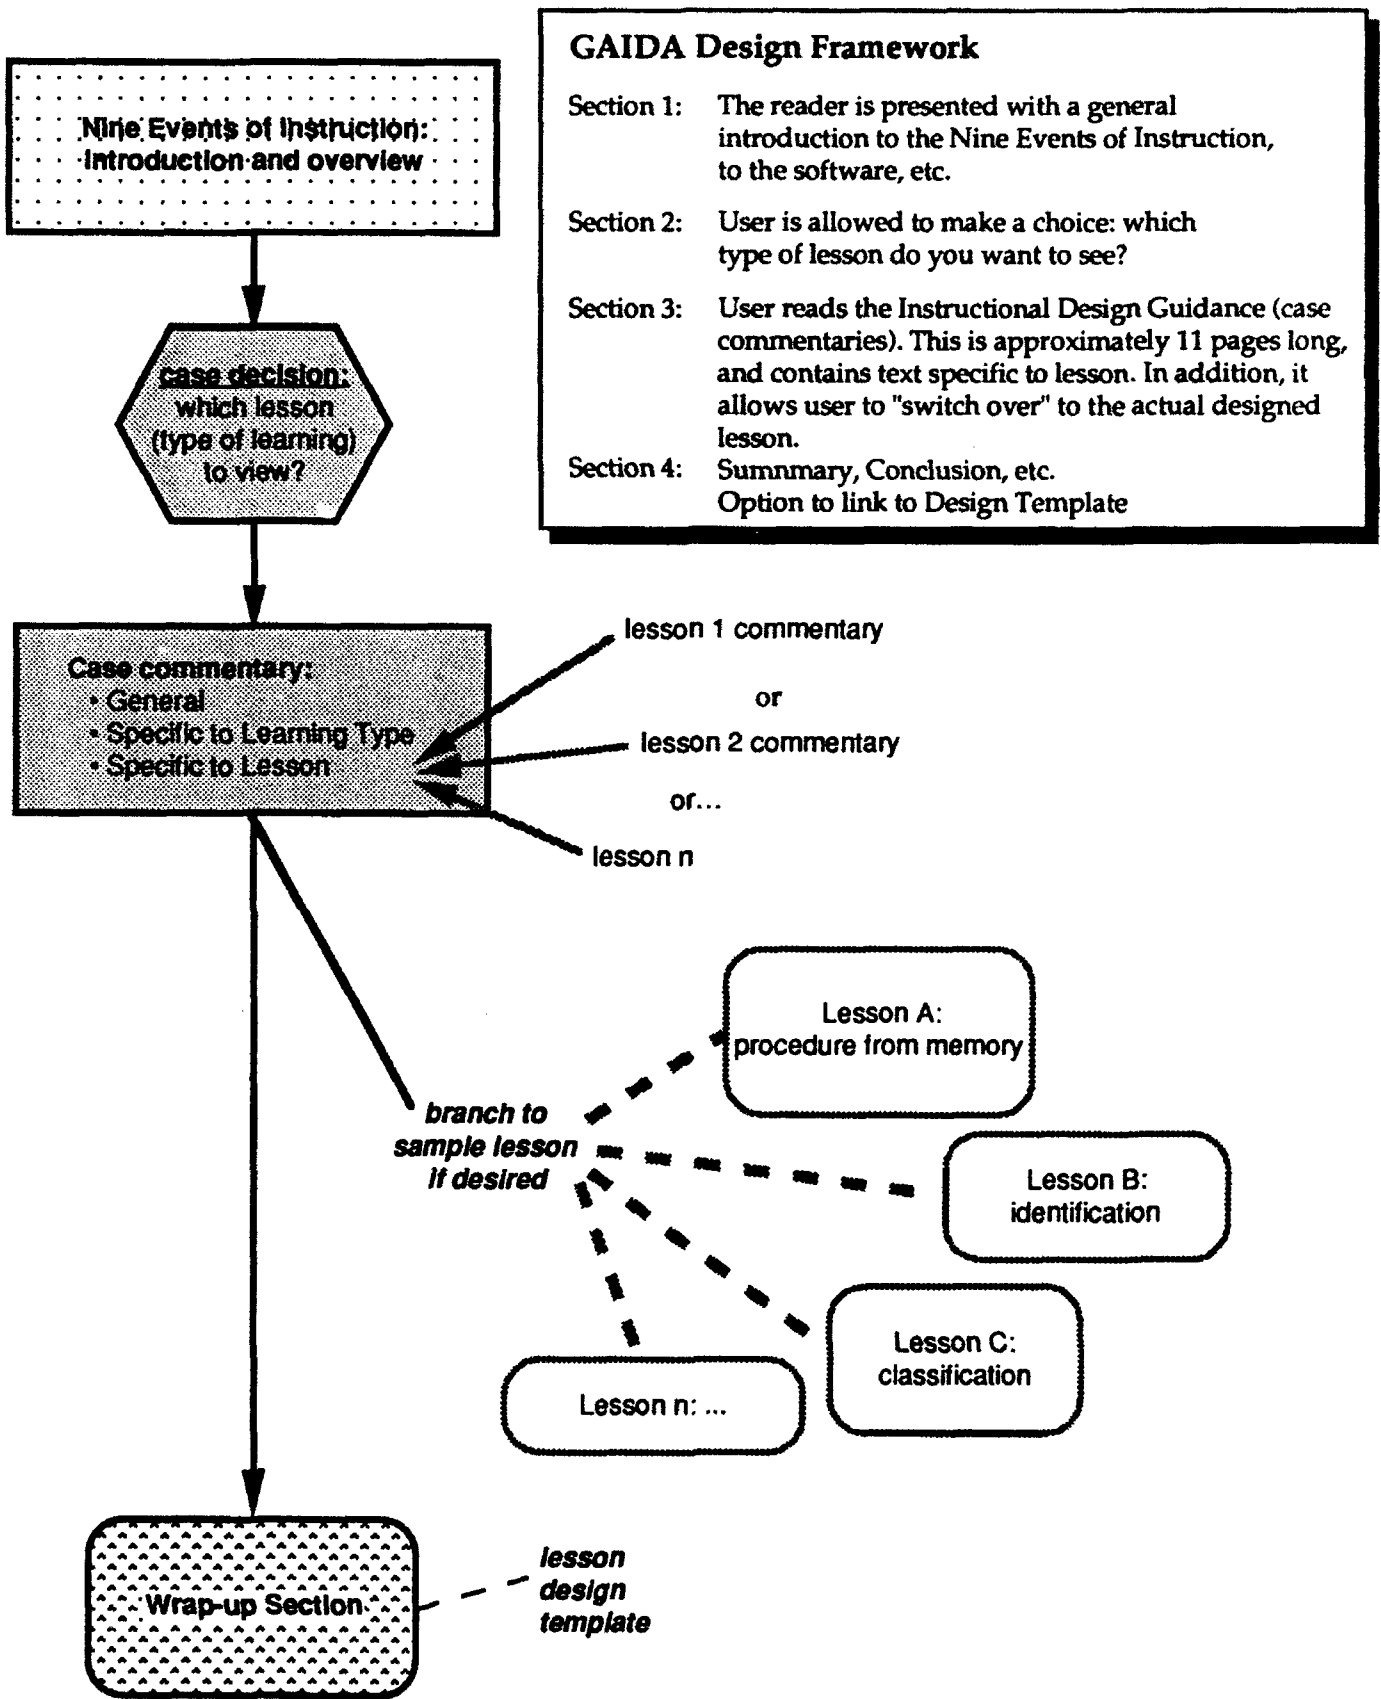 GAIDA Design Framework
Section 1: The reader is presented with a general
introduction to the Nine Events of Instruction,
to the software, etc.
Section 2: User is allowed to make a choice: which
type of lesson do you want to see?
Section 3: User reads the Instructional Design Guidance (case
commentaries). This is approximately 11 pages long,
and contains text specific to lesson. In addition, it
allows user to "switch over" to the actual designed
lesson.
Section 4: Sumnmary, Conclusion, etc.
Option to link to Design Template
Nine Events of Instruction:
Introduction and overview
case decision:
which lesson
(type of learning)
to view?
Case commentary:
• General
• Specific to Learning Type
• Specific to Lesson
lesson 1 commentary
or
lesson 2 commentary
or...
lesson n
branch to
sample lesson
if desired
Lesson A:
procedure from memory
Lesson B:
identification
Lesson C:
classification
Lesson n: ...
Wrap-up Section
lesson
design
template